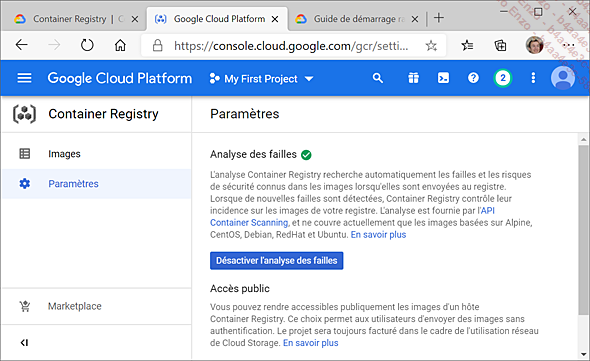 Container Registry | C
Google Cloud Platform
Guide de démarrage ra
https://console.cloud.google.com/gcr/setti...
Google Cloud Platform
My First Project
2
Container Registry
Paramètres
Images
Paramètres
Analyse des failles
L'analyse Container Registry recherche automatiquement les failles et les risques
de sécurité connus dans les images lorsqu'elles sont envoyées au registre.
Lorsque de nouvelles failles sont détectées, Container Registry contrôle leur
incidence sur les images de votre registre. L'analyse est fournie par l'API
Container Scanning, et ne couvre actuellement que les images basées sur Alpine,
CentOS, Debian, RedHat et Ubuntu. En savoir plus
Désactiver l'analyse des failles
Accès public
Vous pouvez rendre accessibles publiquement les images d'un hôte
Container Registry. Ce choix permet aux utilisateurs d'envoyer des images sans
authentification. Le projet sera toujours facturé dans le cadre de l'utilisation réseau
de Cloud Storage. En savoir plus
Marketplace